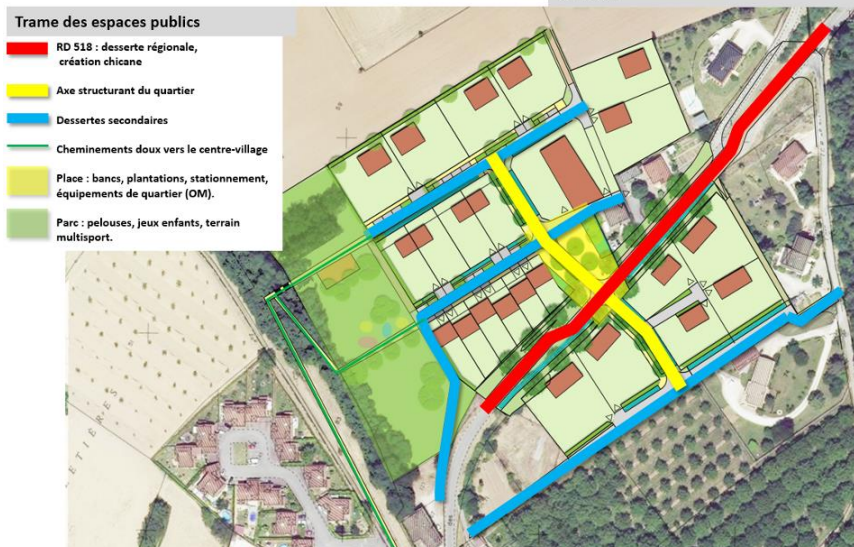 Trame des espaces publics
RD 518 : desserte régionale,
création chicane
Axe structurant du quartier
Dessertes secondaires
Cheminements doux vers le centre-village
Place : bancs, plantations, stationnement,
équipements de quartier (OM).
Parc : pelouses, jeux enfants, terrain
multisport.